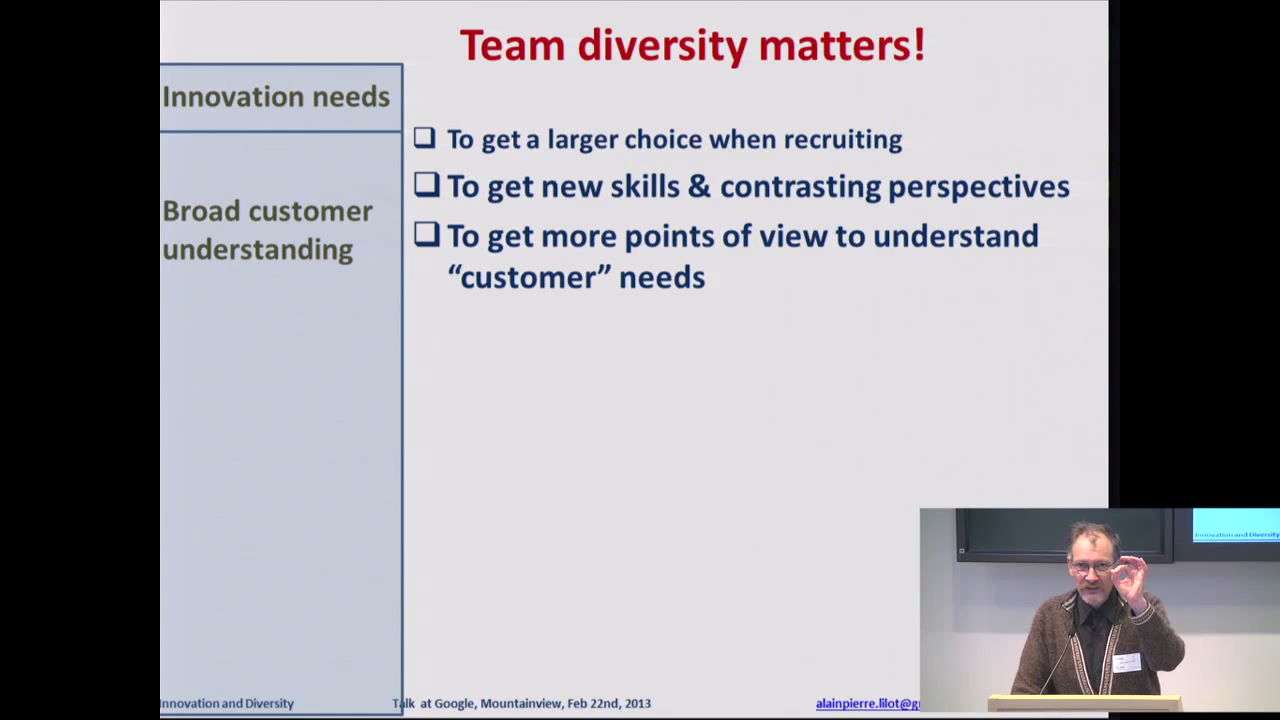 Team diversity matters!
Innovation needs
Broad customer
understanding
❑ To get a larger choice when recruiting
❑ To get new skills & contrasting perspectives
❑ To get more points of view to understand
“customer” needs
Innovation and Diversity
Innovation and Diversity
Talk at Google, Mountainview, Feb 22nd, 2013
alainpierre.lilot@g